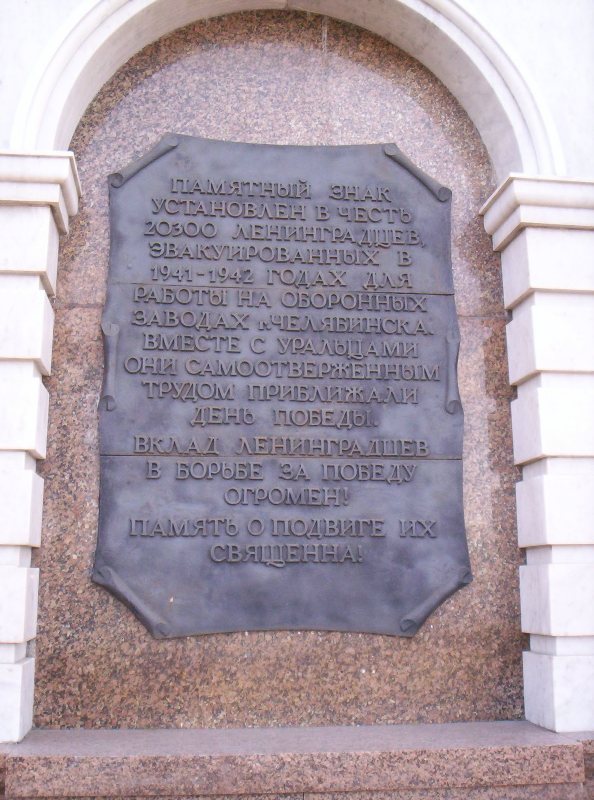 ПАМЯТНЫЙ ЗНАК
УСТАНОВЛЕН В ЧЕСТЬ
20300 ЛЕНИНГРАДЦЕВ,
ЭВАКУИРОВАННЫХ В
1941-1942 ГОДАХ ДЛЯ
РАБОТЫ НА ОБОРОННЫХ
ЗАВОДАХ г.ЧЕЛЯБИНСКА.
ВМЕСТЕ С УРАЛЬЦАМИ
ОНИ САМООТВЕРЖЕННЫМ
ТРУДОМ ПРИБЛИЖАЛИ
ДЕНЬ ПОБЕДЫ.
ВКЛАД ЛЕНИНГРАДЦЕВ
В БОРЬБЕ ЗА ПОБЕДУ
ОГРОМЕН!
ПАМЯТЬ О ПОДВИГЕ ИХ
СВЯЩЕННА!